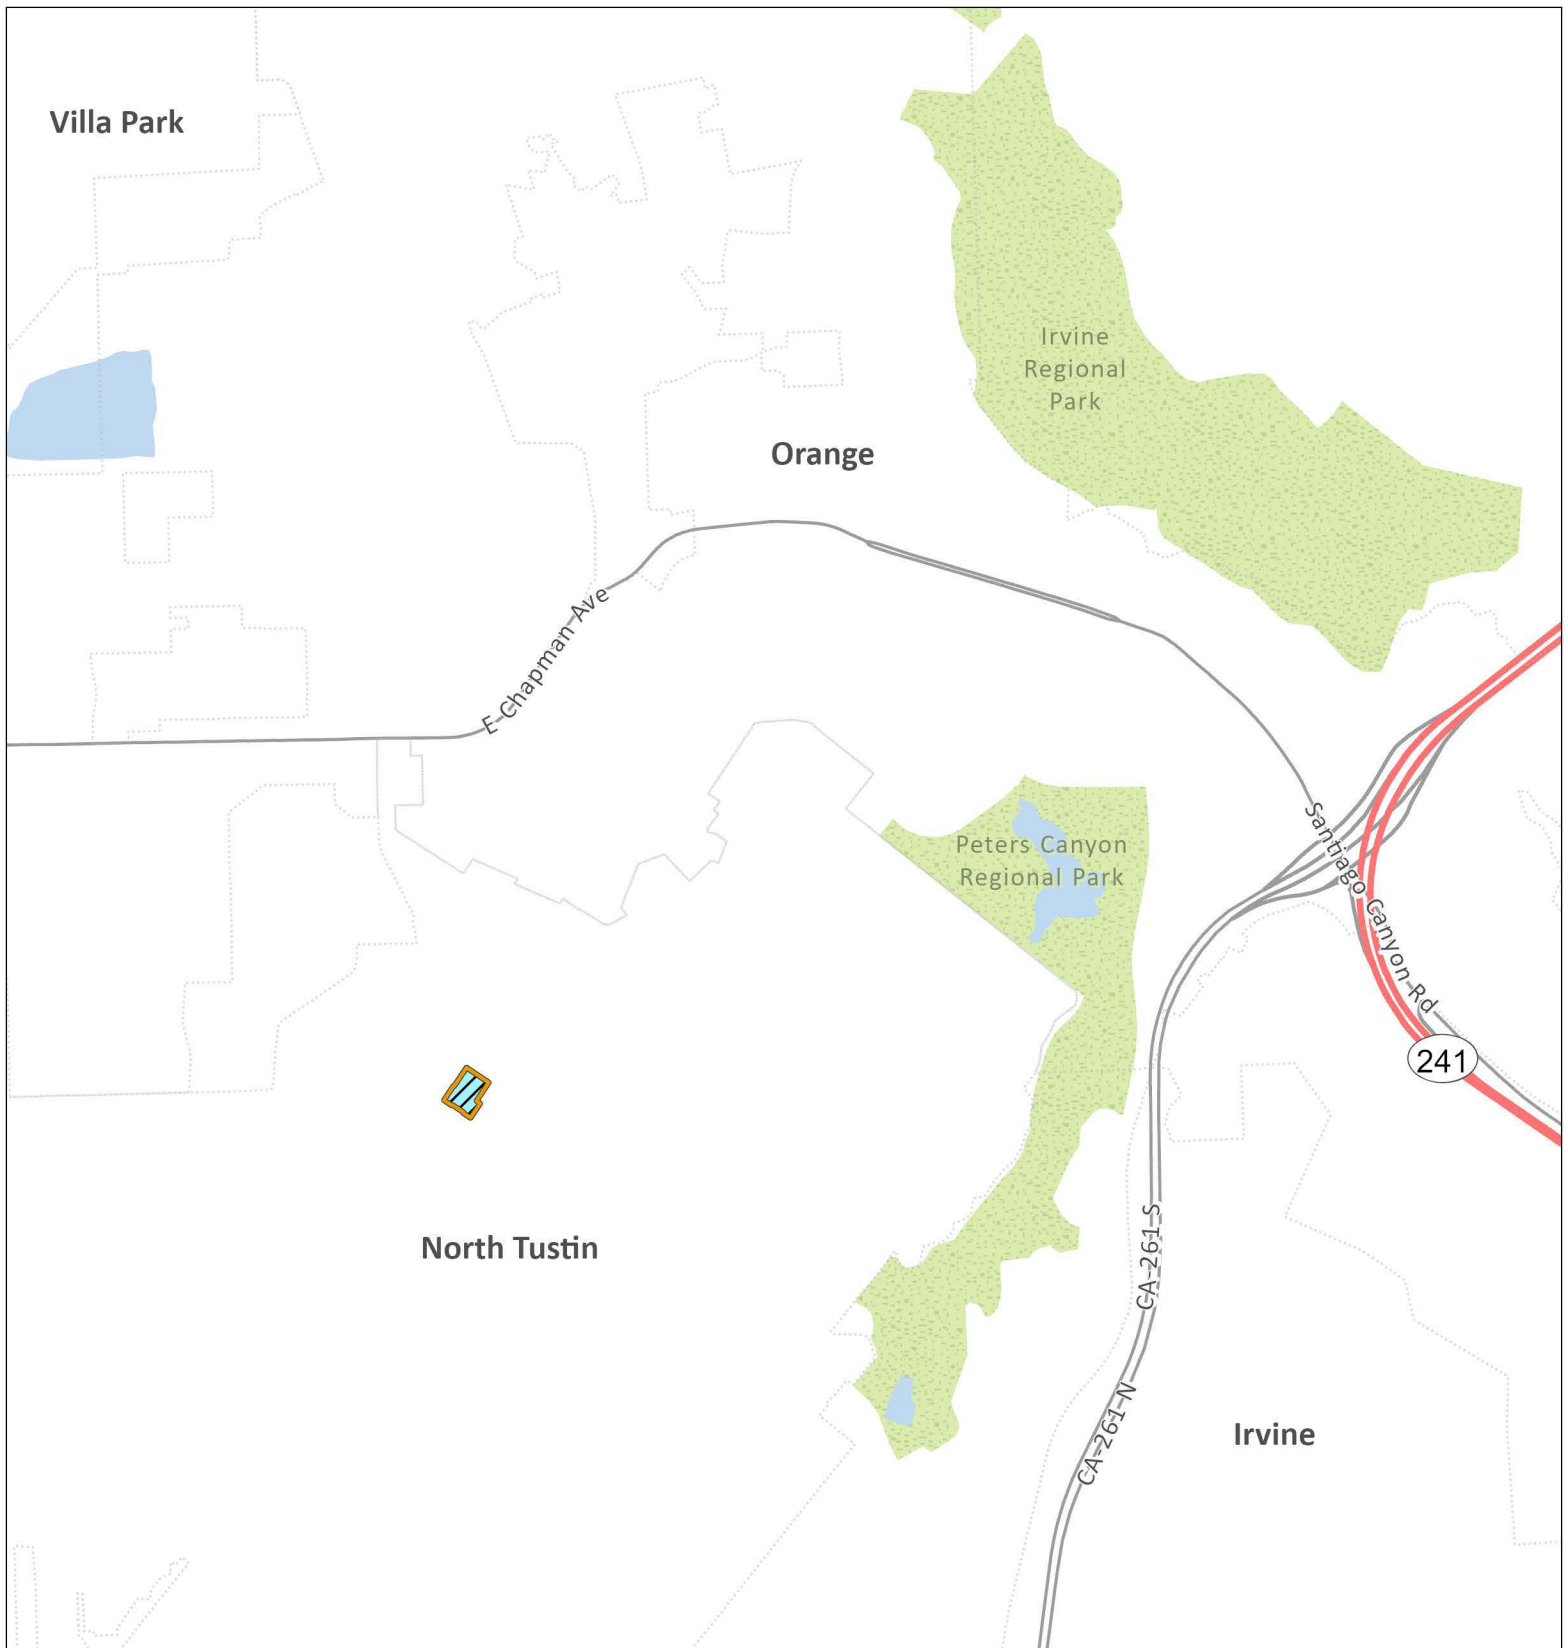 Villa Park
Irvine
Regional
Park
Orange
E Chapman Ave
Santiago Canyon Rd
Peters Canyon
Regional Park
241
North Tustin
CA-261 S
CA-261 N
Irvine